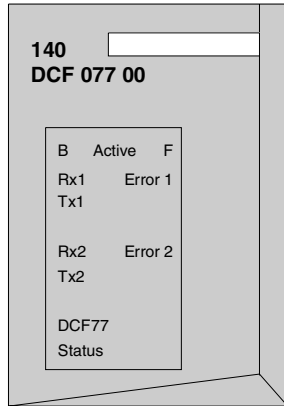 140
DCF 077 00
B Active F
Rx1 Error 1
Tx1
Rx2 Error 2
Tx2
DCF77
Status